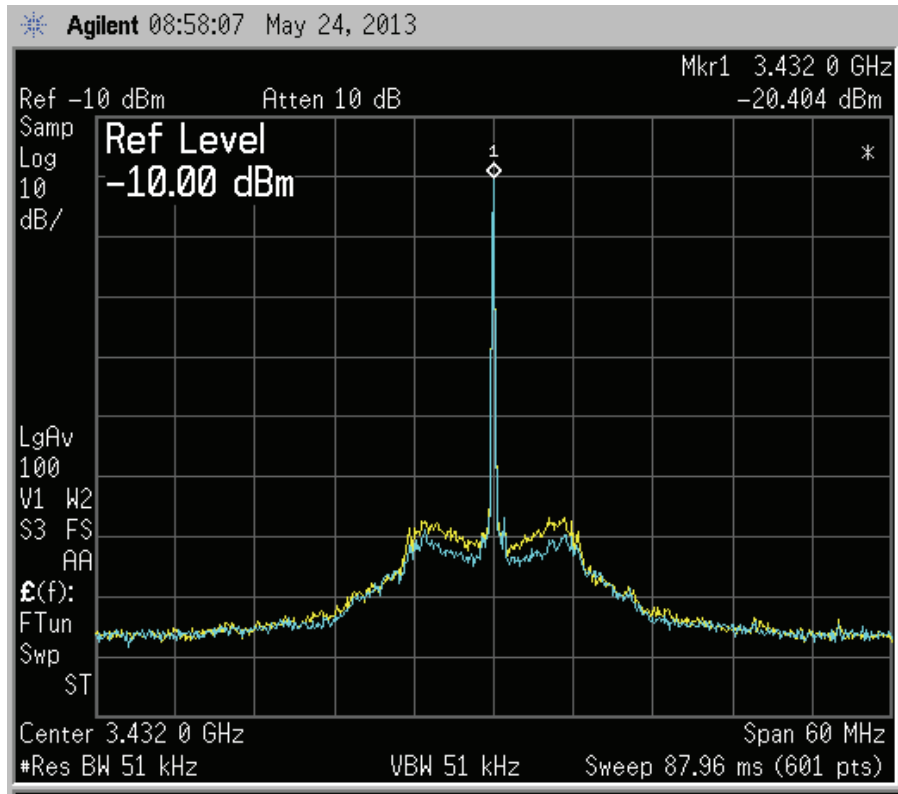 Agilent 08:58:07 May 24, 2013
Mkr1 3.432 0 GHz
Ref -10 dBm Atten 10 dB -20.404 dBm
Samp
Log
10
dB/
Ref Level
-10.00 dBm
1
*
LgAv
100
V1 W2
S3 FS
AA
£(f):
FTun
Swp
ST
Center 3.432 0 GHz Span 60 MHz
#Res BW 51 kHz VBW 51 kHz Sweep 87.96 ms (601 pts)